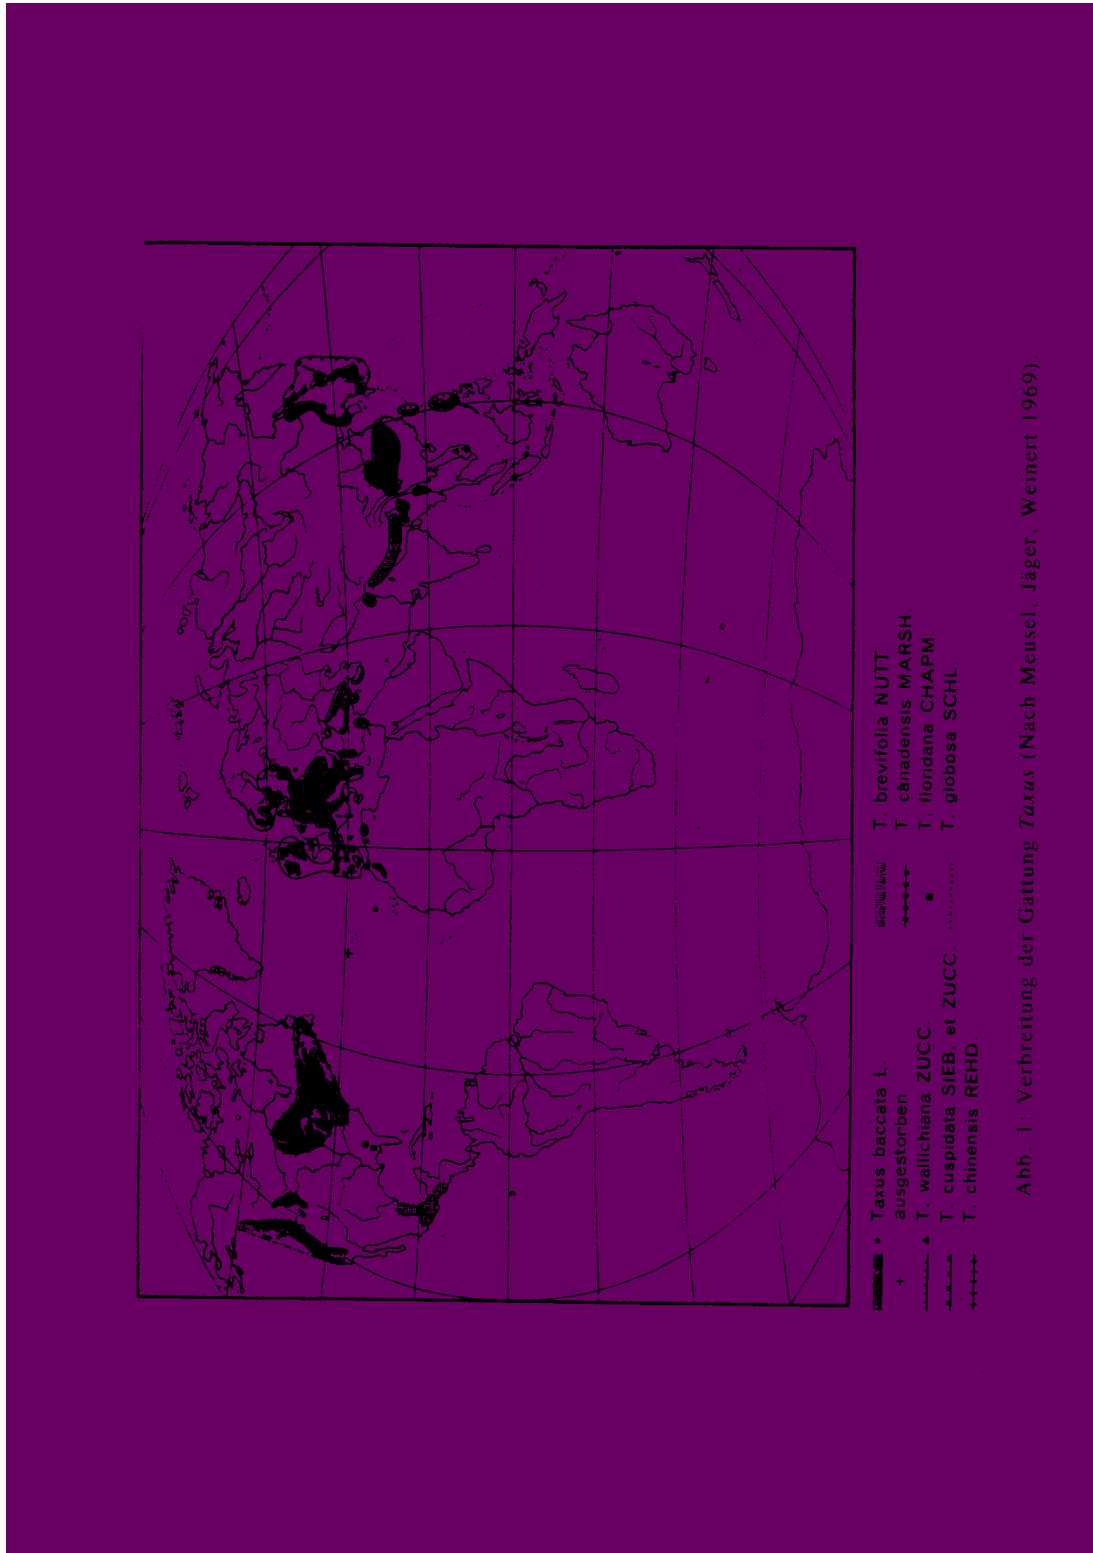 Taxus baccata L.
ausgestorben
T. wallichiana ZUCC.
T. cuspidata SIEB. et ZUCC.
T. chinensis REHD.
T. brevifolia NUTT.
T. canadensis MARSH.
T. floridana CHAPM
T. globosa SCHL.
Abb. 1: Verbreitung der Gattung Taxus (Nach Meusel, Jäger, Weinert 1969).